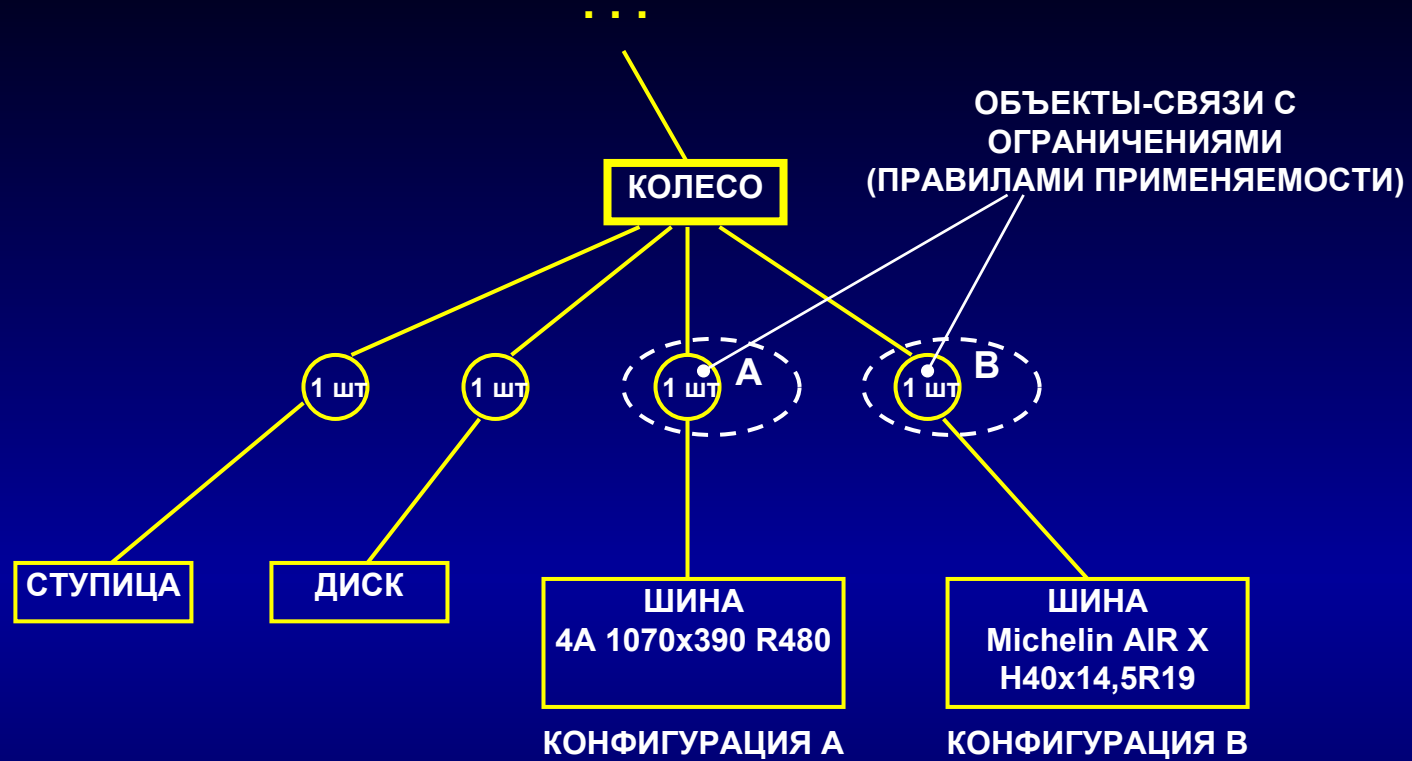 . . .
ОБЪЕКТЫ-СВЯЗИ С
ОГРАНИЧЕНИЯМИ
(ПРАВИЛАМИ ПРИМЕНЯЕМОСТИ)
КОЛЕСО
1 шт
1 шт
1 шт
А
1 шт
В
СТУПИЦА
ДИСК
ШИНА
4А 1070x390 R480
ШИНА
Michelin AIR X
H40x14,5R19
КОНФИГУРАЦИЯ А
КОНФИГУРАЦИЯ В